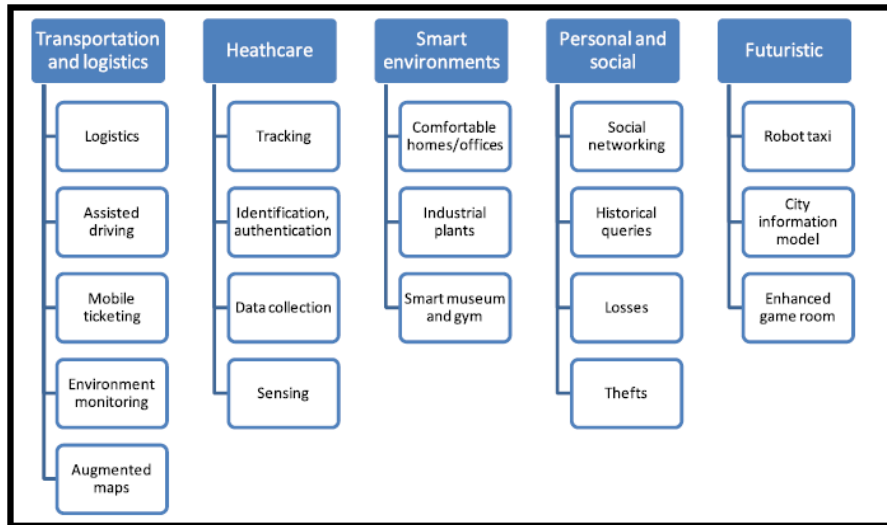 Transportation
and logistics
Logistics
Assisted
driving
Mobile
ticketing
Environment
monitoring
Augmented
maps
Heathcare
Tracking
Identification,
authentication
Data collection
Sensing
Smart
environments
Comfortable
homes/offices
Industrial
plants
Smart museum
and gym
Personal and
social
Social
networking
Historical
queries
Losses
Thefts
Futuristic
Robot taxi
City
information
model
Enhanced
game room